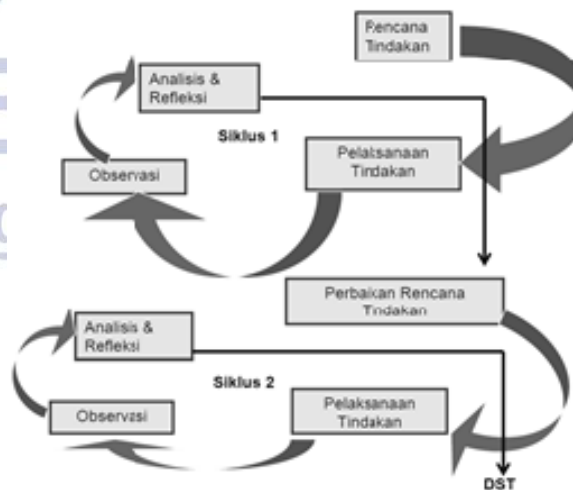 Rencana
Tindakan
Analisis &
Refleksi
Siklus 1
Pelaksanaan
Tindakan
Observasi
Perbaikan Rencana
Tindakan
Analisis &
Refleksi
Siklus 2
Pelaksanaan
Tindakan
Observasi
DST